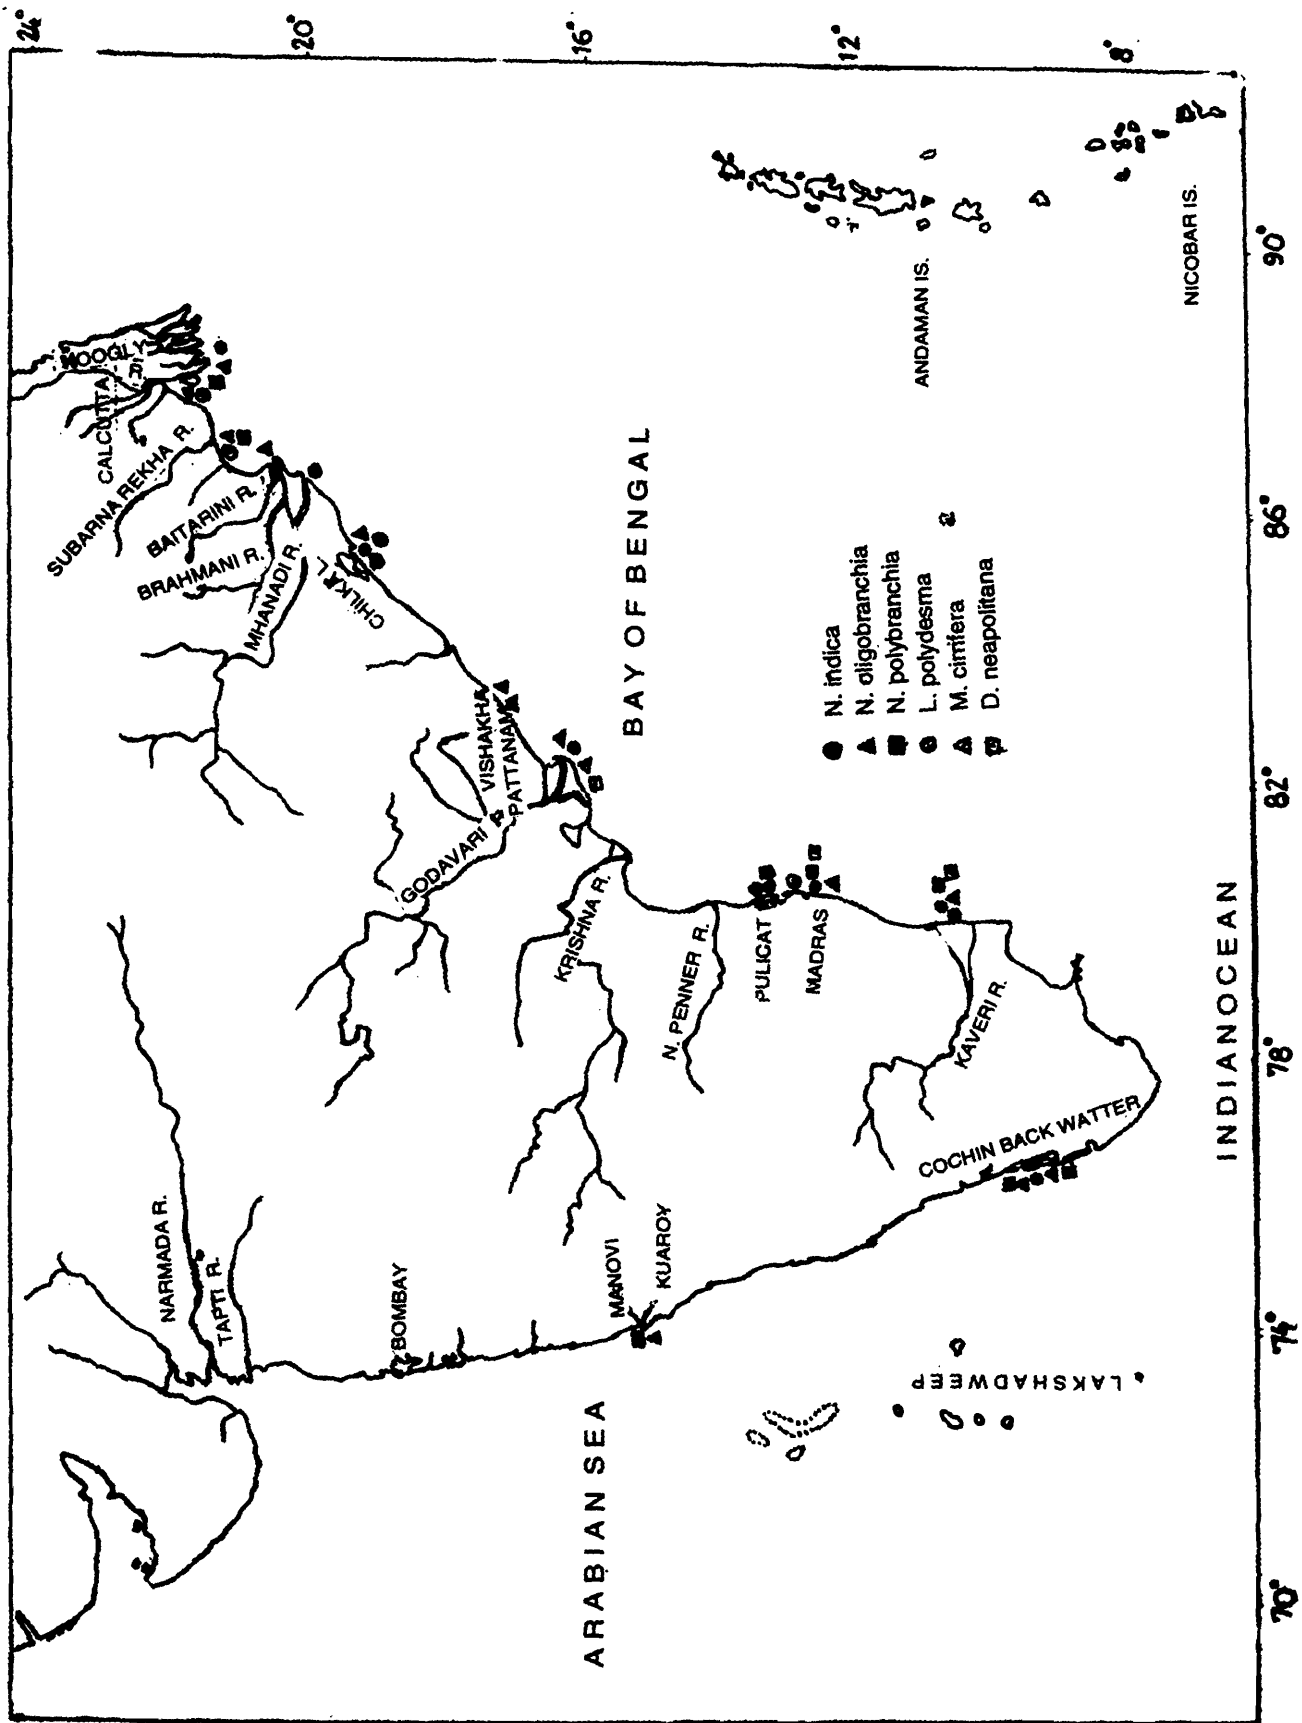 24°
20°
16°
12°
8°
HOOGLY
R.
CALCUTTA
SUBARNA REKHA R.
BAITARINI R.
BRAHMANI R.
MHANADI R.
CHILKA L
VISHAKHA
PATTANAM
GODAVARI R
KRISHNA R.
N. PENNER R.
PULICAT
MADRAS
KAVERI R.
COCHIN BACK WATTER
NARMADA R.
TAPTI R.
BOMBAY
MANOVI
KUAROY
LAKSHADWEEP
ARABIAN SEA
BAY OF BENGAL
INDIANOCEAN
ANDAMAN IS.
NICOBAR IS.
N. indica
N. oligobranchia
N. polybranchia
L. polydesma
M. cirrifera
D. neapolitana
70°
74°
78°
82°
86°
90°